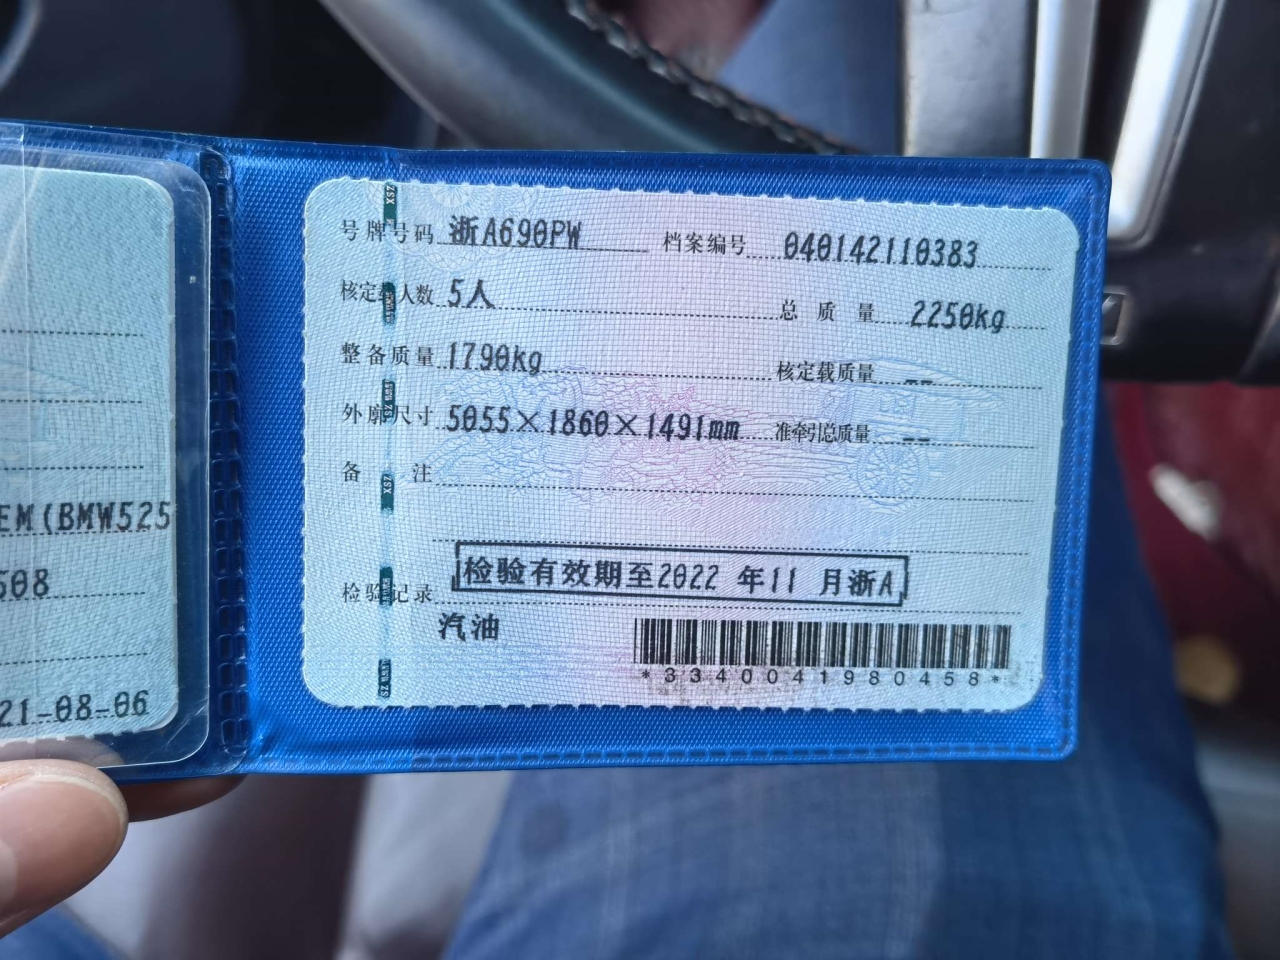 EM(BMW525
508
21-08-06
号牌号码 浙A690PW 档案编号 040142110383
核定载人数 5人 总质量 2250kg
整备质量 1790kg 核定载质量 --
外廓尺寸 5055×1860×1491mm 准牵引总质量 --
备注
检验记录 检验有效期至2022 年11 月浙A
汽油
*3340041980458*